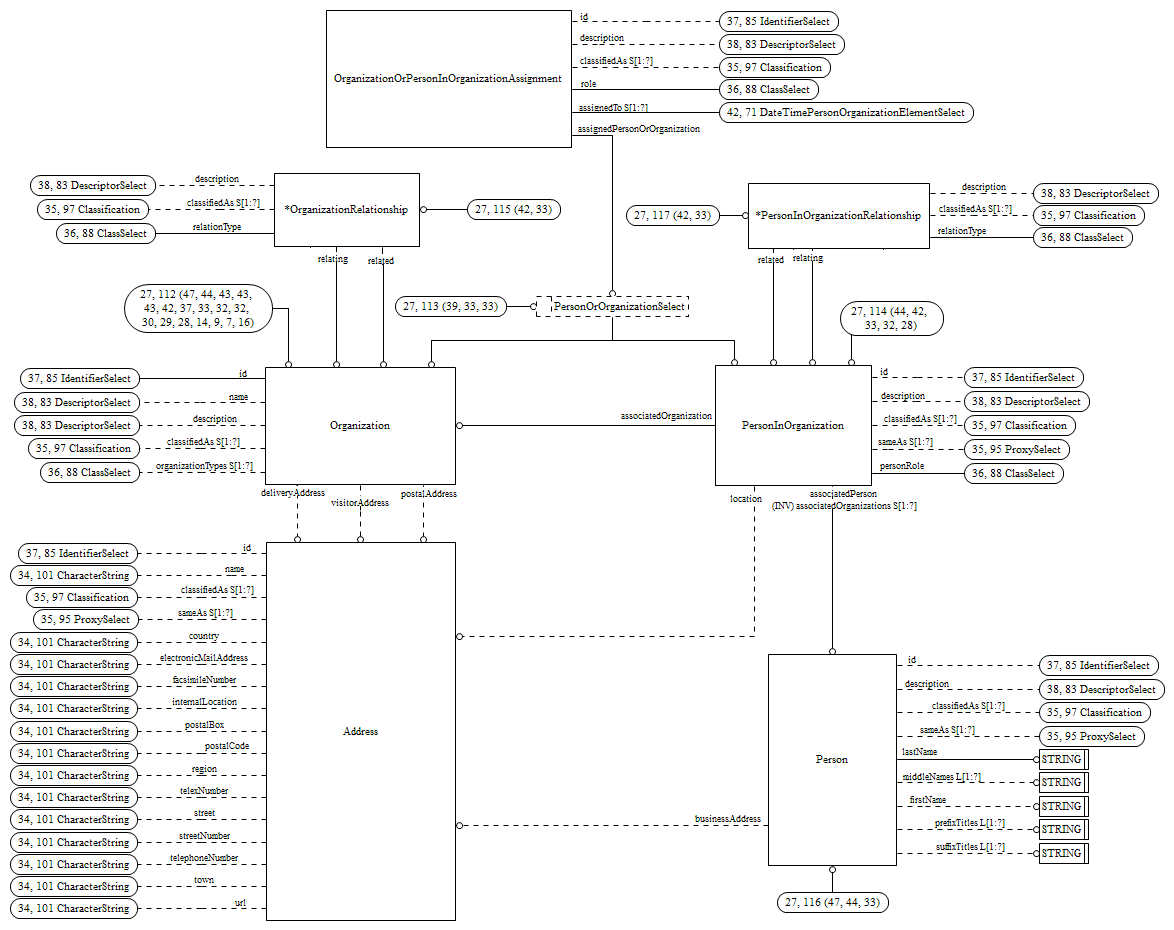 id
37, 85 IdentifierSelect
description
38, 83 DescriptorSelect
classifiedAs S[1:?]
35, 97 Classification
OrganizationOrPersonInOrganizationAssignment
role
36, 88 ClassSelect
assignedTo S[1:?]
42, 71 DateTimePersonOrganizationElementSelect
assignedPersonOrOrganization
description
38, 83 DescriptorSelect
classifiedAs S[1:?]
35, 97 Classification
relationType
36, 88 ClassSelect
*OrganizationRelationship
27, 115 (42, 33)
relating
related
27, 117 (42, 33)
*PersonInOrganizationRelationship
description
38, 83 DescriptorSelect
classifiedAs S[1:?]
35, 97 Classification
relationType
36, 88 ClassSelect
related
relating
27, 112 (47, 44, 43, 43,
43, 42, 37, 33, 32, 32,
30, 29, 28, 14, 9, 7, 16)
27, 113 (39, 33, 33)
PersonOrOrganizationSelect
27, 114 (44, 42,
33, 32, 28)
id
37, 85 IdentifierSelect
name
38, 83 DescriptorSelect
description
38, 83 DescriptorSelect
classifiedAs S[1:?]
35, 97 Classification
organizationTypes S[1:?]
36, 88 ClassSelect
Organization
associatedOrganization
PersonInOrganization
id
37, 85 IdentifierSelect
description
38, 83 DescriptorSelect
classifiedAs S[1:?]
35, 97 Classification
sameAs S[1:?]
35, 95 ProxySelect
personRole
36, 88 ClassSelect
deliveryAddress
visitorAddress
postalAddress
location
associatedPerson
(INV) associatedOrganizations S[1:?]
id
37, 85 IdentifierSelect
name
34, 101 CharacterString
classifiedAs S[1:?]
35, 97 Classification
sameAs S[1:?]
35, 95 ProxySelect
country
34, 101 CharacterString
electronicMailAddress
34, 101 CharacterString
facsimileNumber
34, 101 CharacterString
internalLocation
34, 101 CharacterString
postalBox
34, 101 CharacterString
postalCode
34, 101 CharacterString
region
34, 101 CharacterString
telexNumber
34, 101 CharacterString
street
34, 101 CharacterString
streetNumber
34, 101 CharacterString
telephoneNumber
34, 101 CharacterString
town
34, 101 CharacterString
url
34, 101 CharacterString
Address
businessAddress
Person
id
37, 85 IdentifierSelect
description
38, 83 DescriptorSelect
classifiedAs S[1:?]
35, 97 Classification
sameAs S[1:?]
35, 95 ProxySelect
lastName
STRING
middleNames L[1:?]
STRING
firstName
STRING
prefixTitles L[1:?]
STRING
suffixTitles L[1:?]
STRING
27, 116 (47, 44, 33)